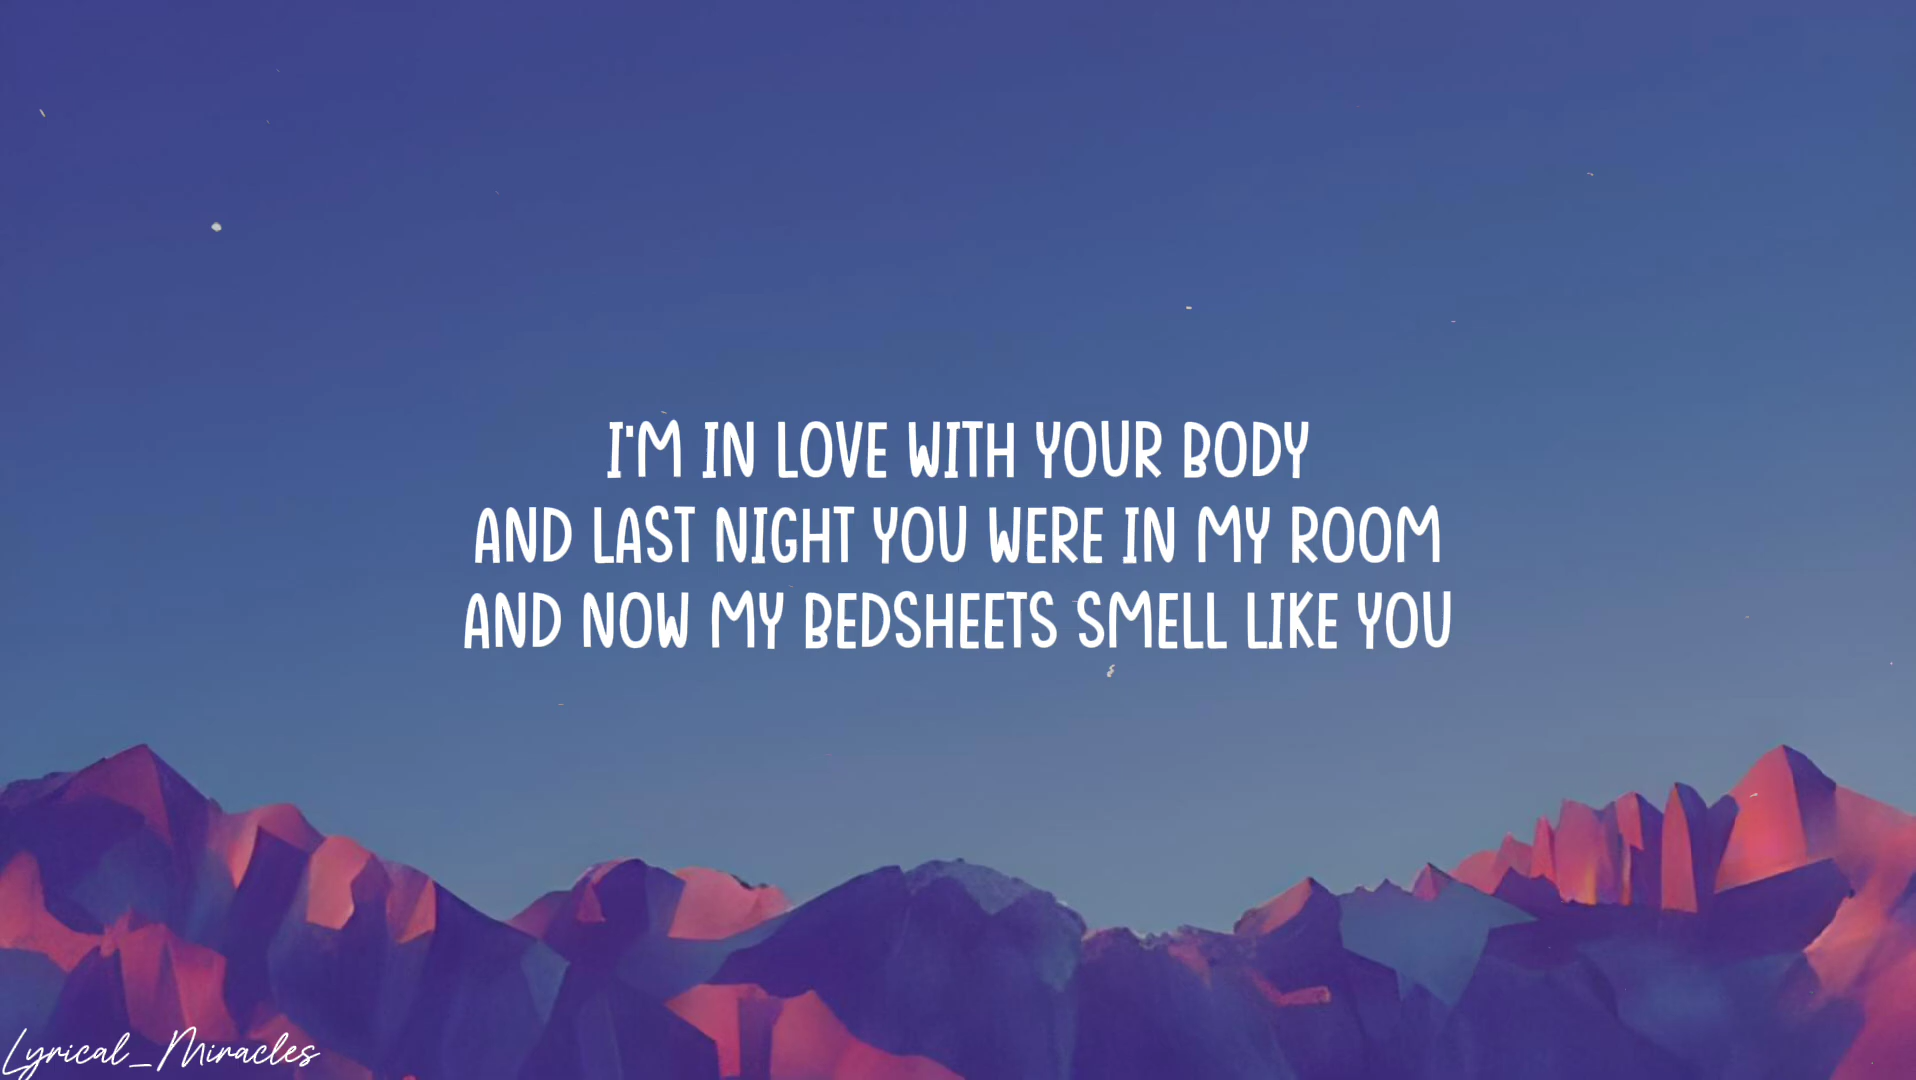 I'M IN LOVE WITH YOUR BODY
AND LAST NIGHT YOU WERE IN MY ROOM
AND NOW MY BEDSHEETS SMELL LIKE YOU
Lyrical_Miracles